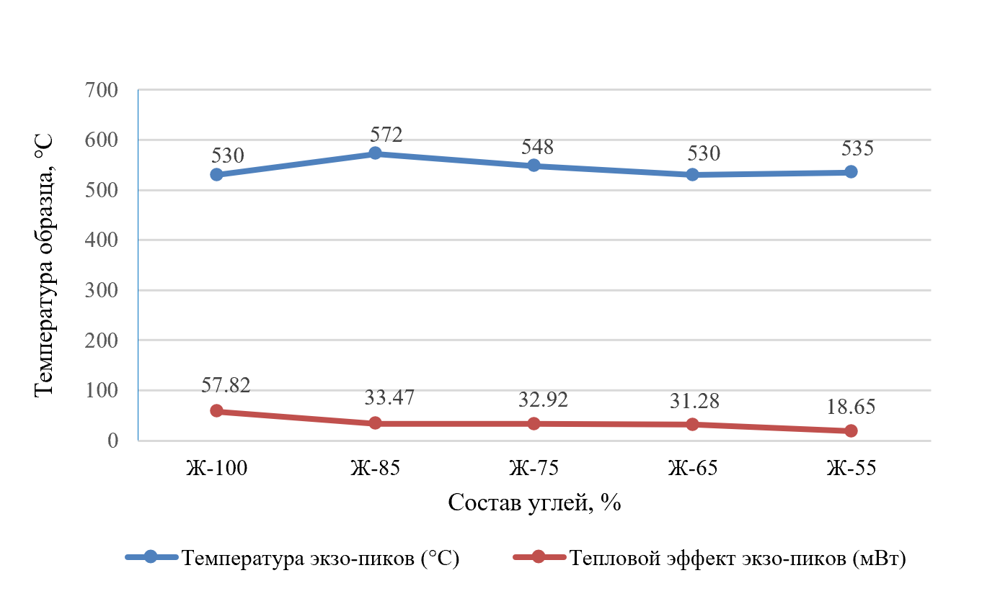 Температура образца, °C
700
600
500
400
300
200
100
0
530
572
548
530
535
57.82
33.47
32.92
31.28
18.65
Ж-100
Ж-85
Ж-75
Ж-65
Ж-55
Состав углей, %
Температура экзо-пиков (°C)
Тепловой эффект экзо-пиков (мВт)